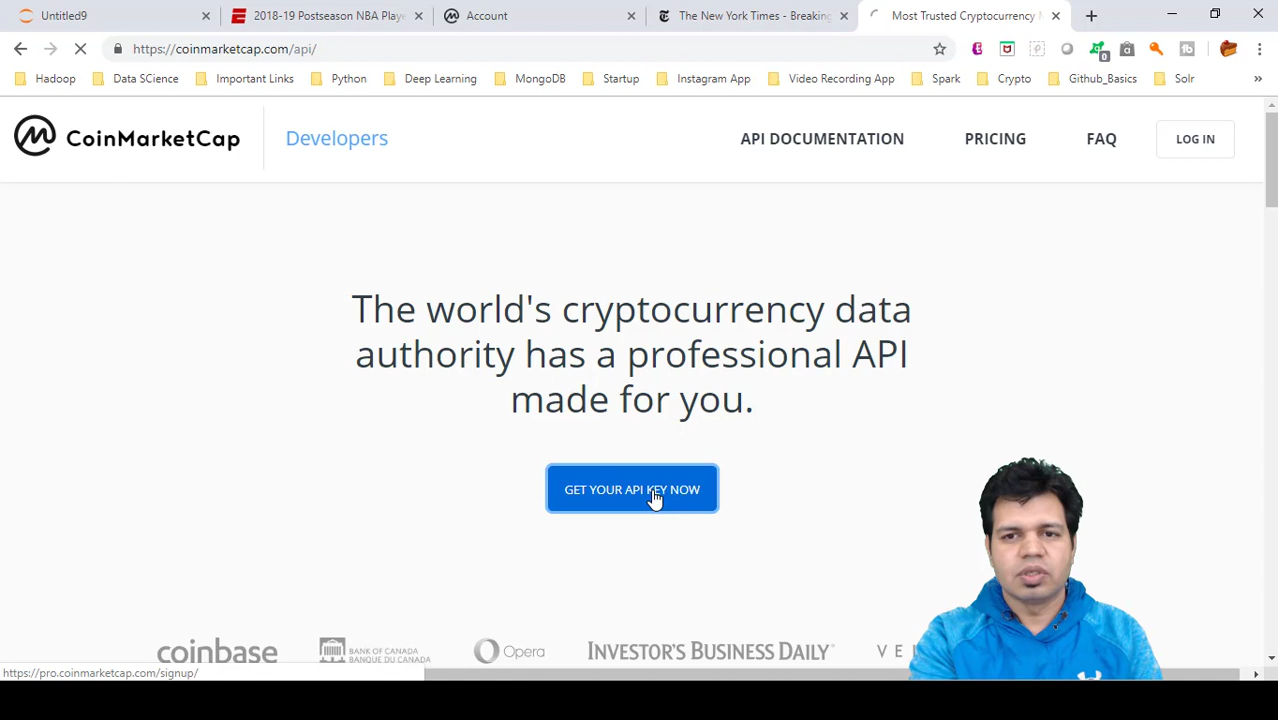 Untitled9
2018-19 Postseason NBA Playe
Account
The New York Times - Breaking
Most Trusted Cryptocurrency M
https://coinmarketcap.com/api/
0
Hadoop
Data SCience
Important Links
Python
Deep Learning
MongoDB
Startup
Instagram App
Video Recording App
Spark
Crypto
Github_Basics
Solr
»
CoinMarketCap
Developers
API DOCUMENTATION
PRICING
FAQ
LOG IN
The world's cryptocurrency data
authority has a professional API
made for you.
GET YOUR API KEY NOW
coinbase
BANK OF CANADA
BANQUE DU CANADA
Opera
INVESTOR'S BUSINESS DAILY
V E
https://pro.coinmarketcap.com/signup/